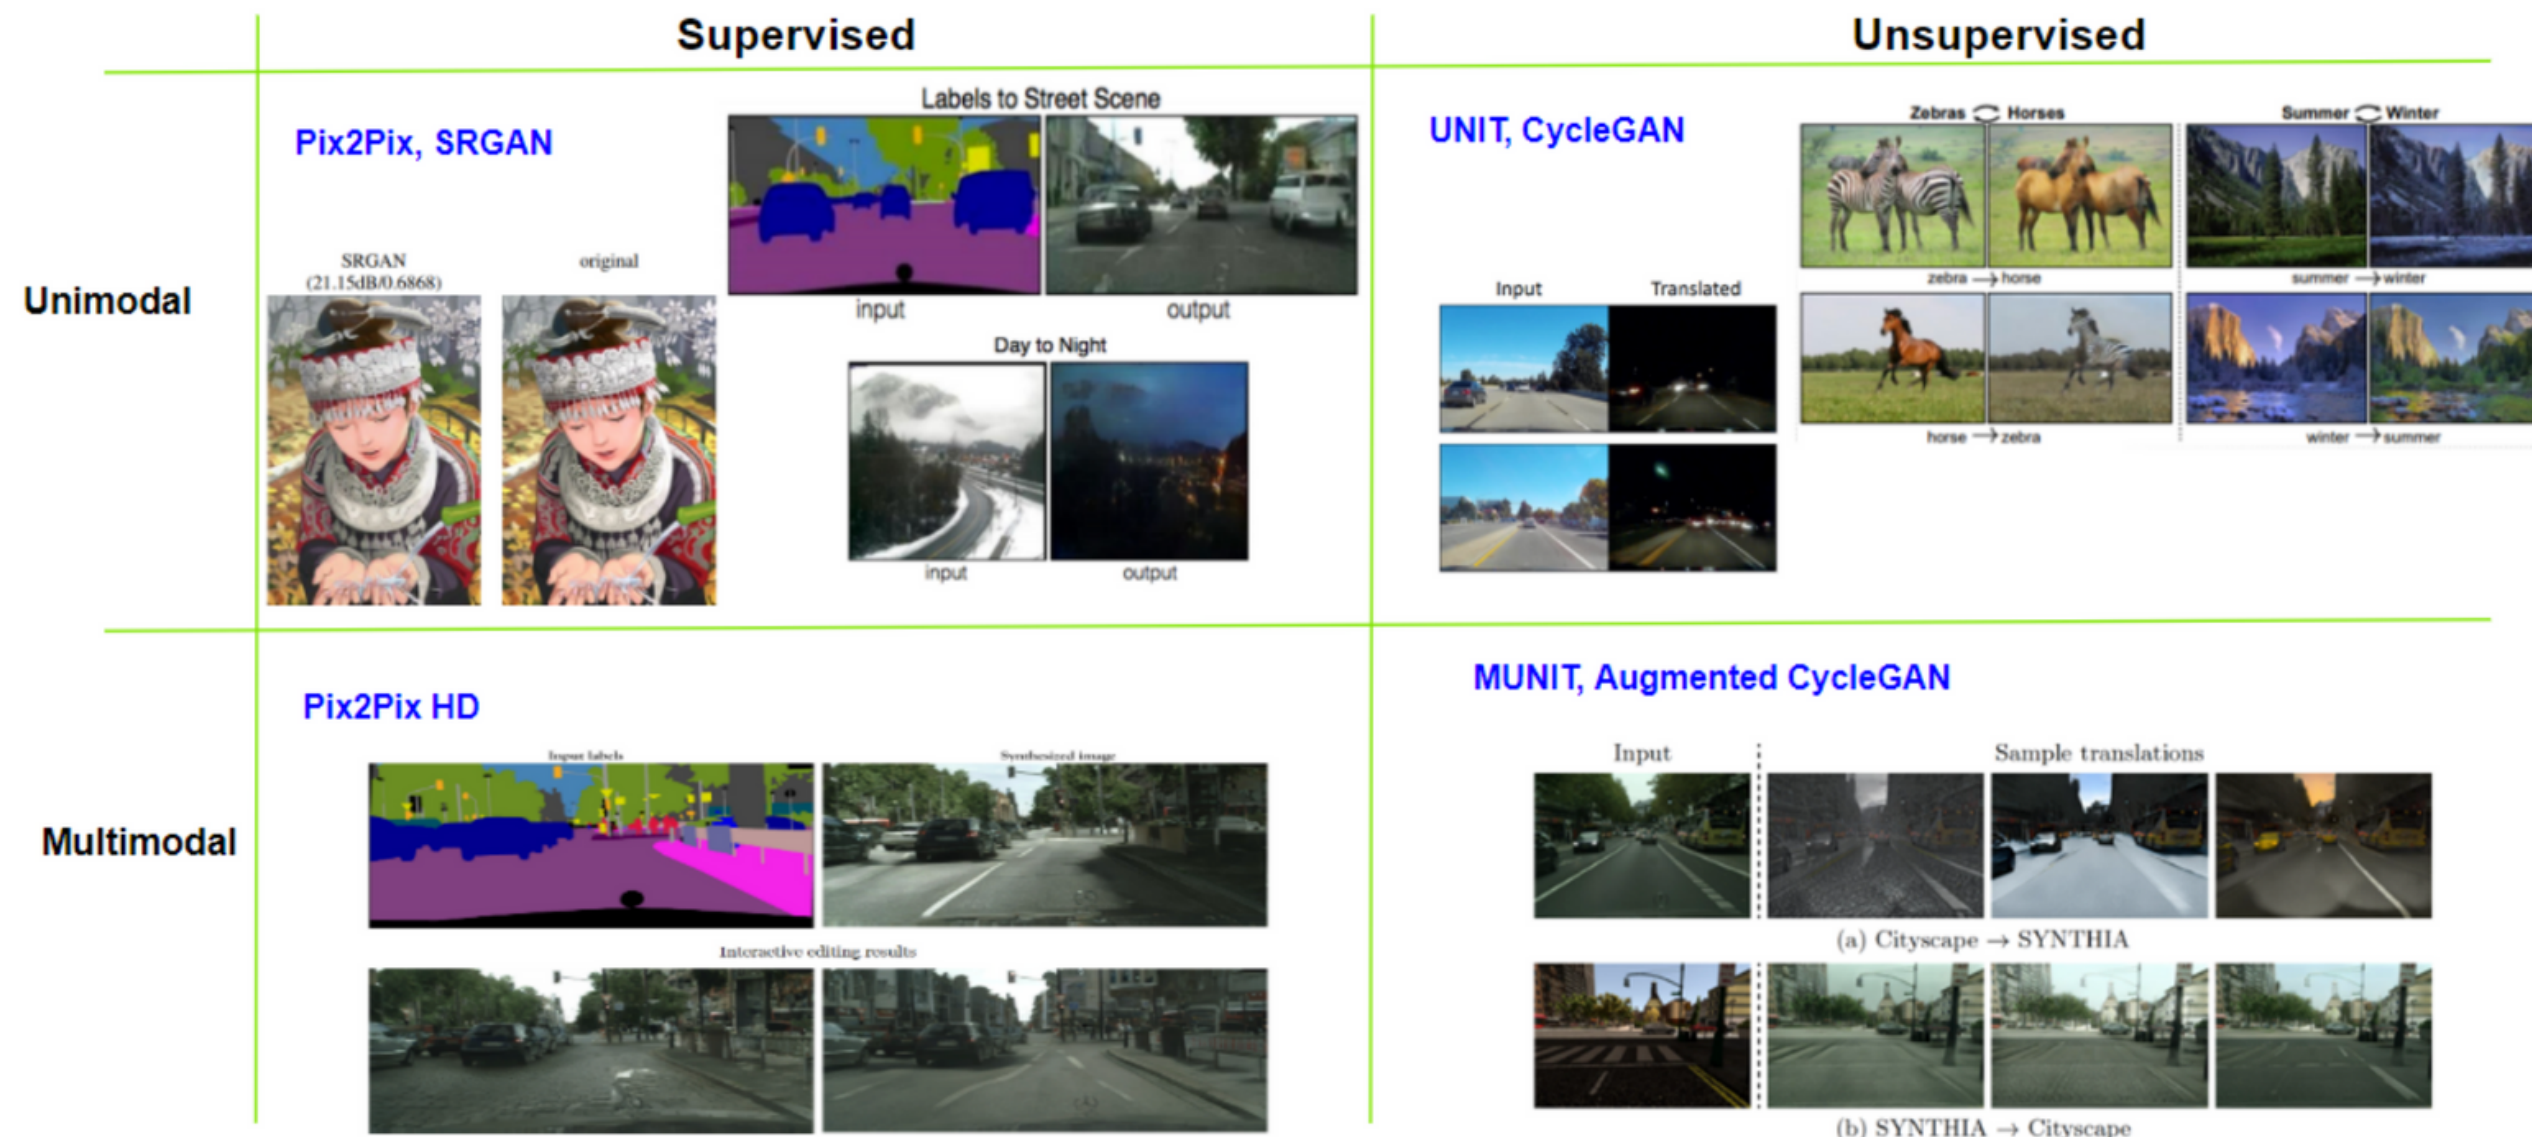 Supervised
Unsupervised
Unimodal
Pix2Pix, SRGAN
SRGAN
(21.15dB/0.6868)
original
Labels to Street Scene
input
output
Day to Night
input
output
UNIT, CycleGAN
Input
Translated
Zebras Horses
zebra → horse
horse → zebra
Summer Winter
summer → winter
winter → summer
Multimodal
Pix2Pix HD
Input labels
Synthesized image
Interactive editing results
MUNIT, Augmented CycleGAN
Input
Sample translations
(a) Cityscape → SYNTHIA
(b) SYNTHIA → Cityscape